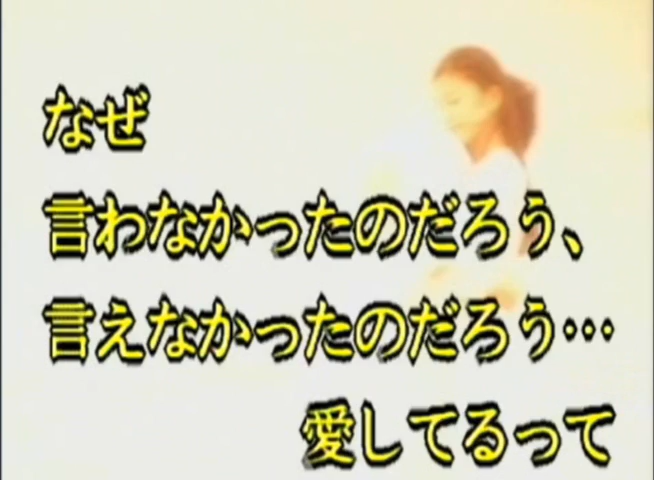 なぜ
言わなかったのだろう、
言えなかったのだろう…
愛してるって